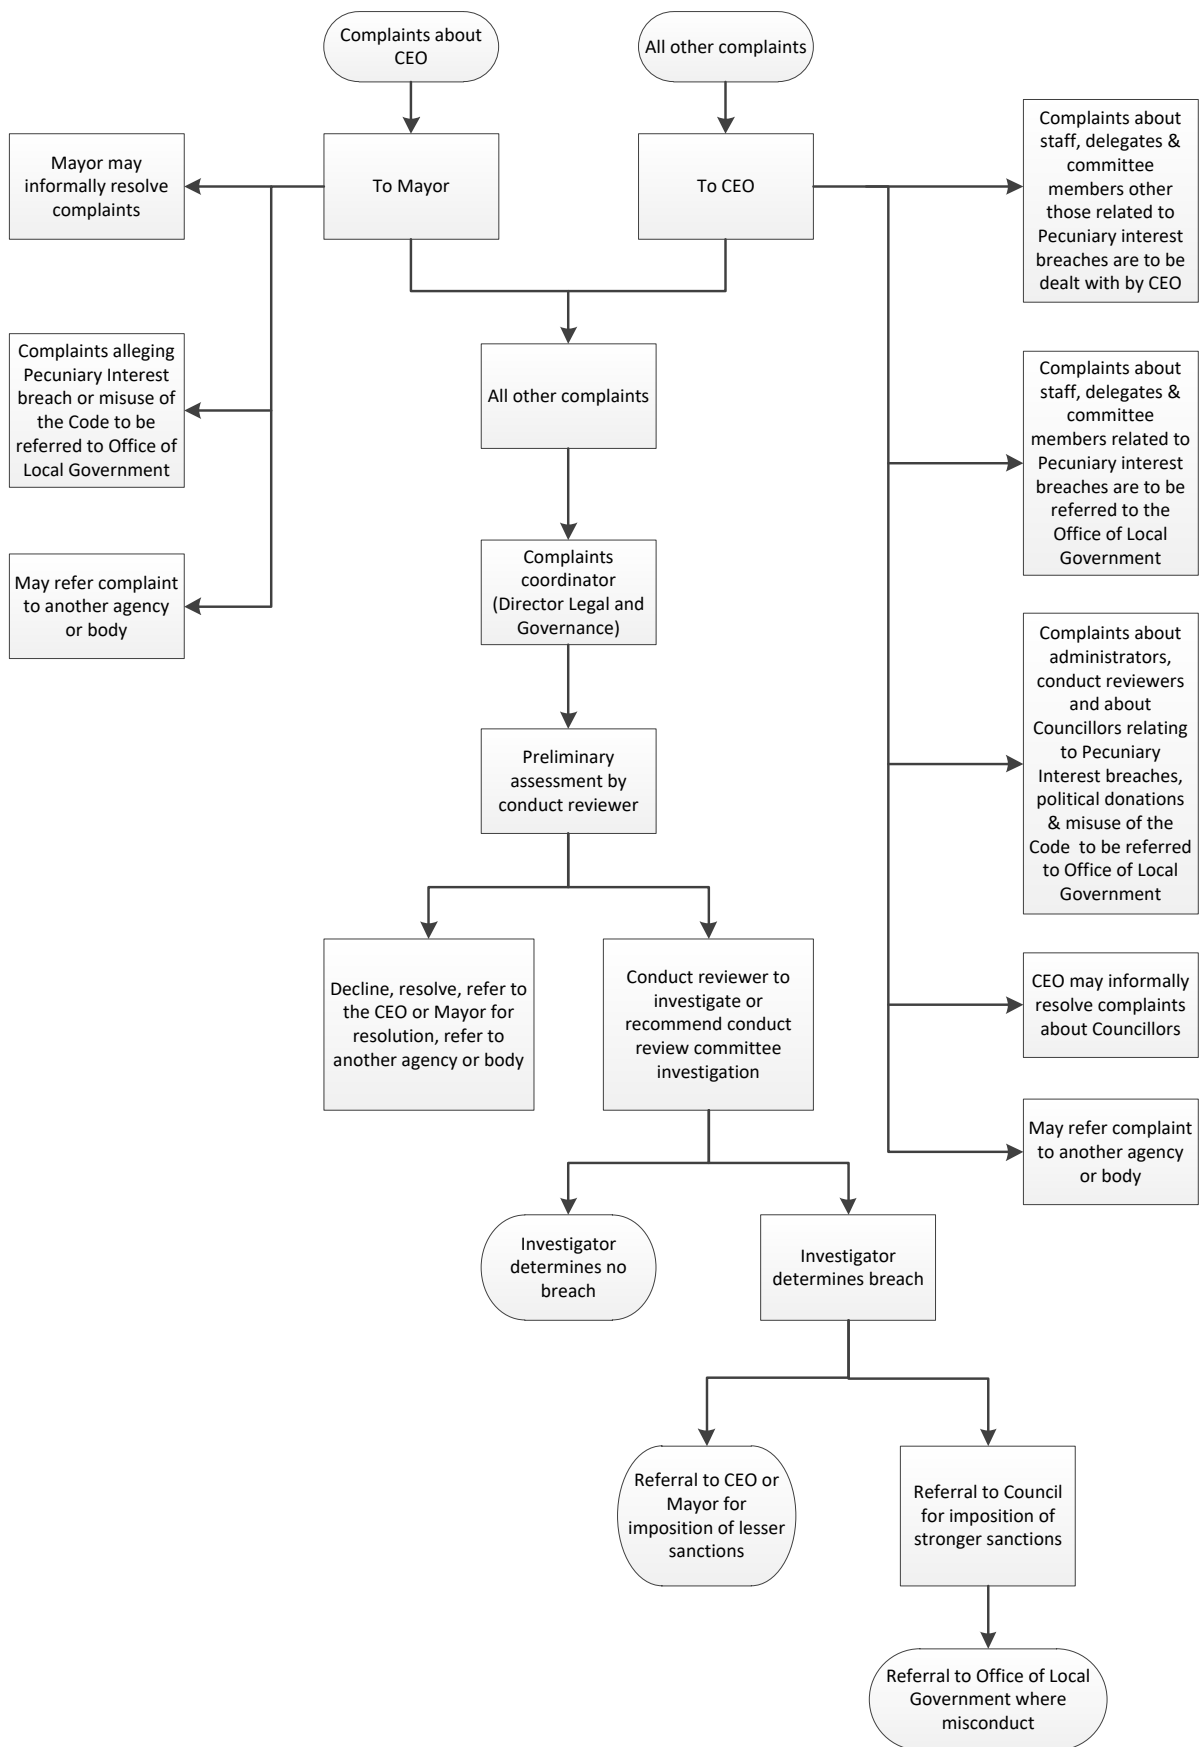 Complaints about
CEO
All other complaints
Mayor may
informally resolve
complaints
To Mayor
To CEO
Complaints about
staff, delegates &
committee
members other
those related to
Pecuniary interest
breaches are to be
dealt with by CEO
Complaints alleging
Pecuniary Interest
breach or misuse of
the Code to be
referred to Office of
Local Government
All other complaints
Complaints about
staff, delegates &
committee
members related to
Pecuniary interest
breaches are to be
referred to the
Office of Local
Government
May refer complaint
to another agency
or body
Complaints
coordinator
(Director Legal and
Governance)
Complaints about
administrators,
conduct reviewers
and about
Councillors relating
to Pecuniary
Interest breaches,
political donations
& misuse of the
Code  to be referred
to Office of Local
Government
Preliminary
assessment by
conduct reviewer
Decline, resolve, refer to
the CEO or Mayor for
resolution, refer to
another agency or body
Conduct reviewer to
investigate or
recommend conduct
review committee
investigation
CEO may informally
resolve complaints
about Councillors
May refer complaint
to another agency
or body
Investigator
determines no
breach
Investigator
determines breach
Referral to CEO or
Mayor for
imposition of lesser
sanctions
Referral to Council
for imposition of
stronger sanctions
Referral to Office of Local
Government where
misconduct